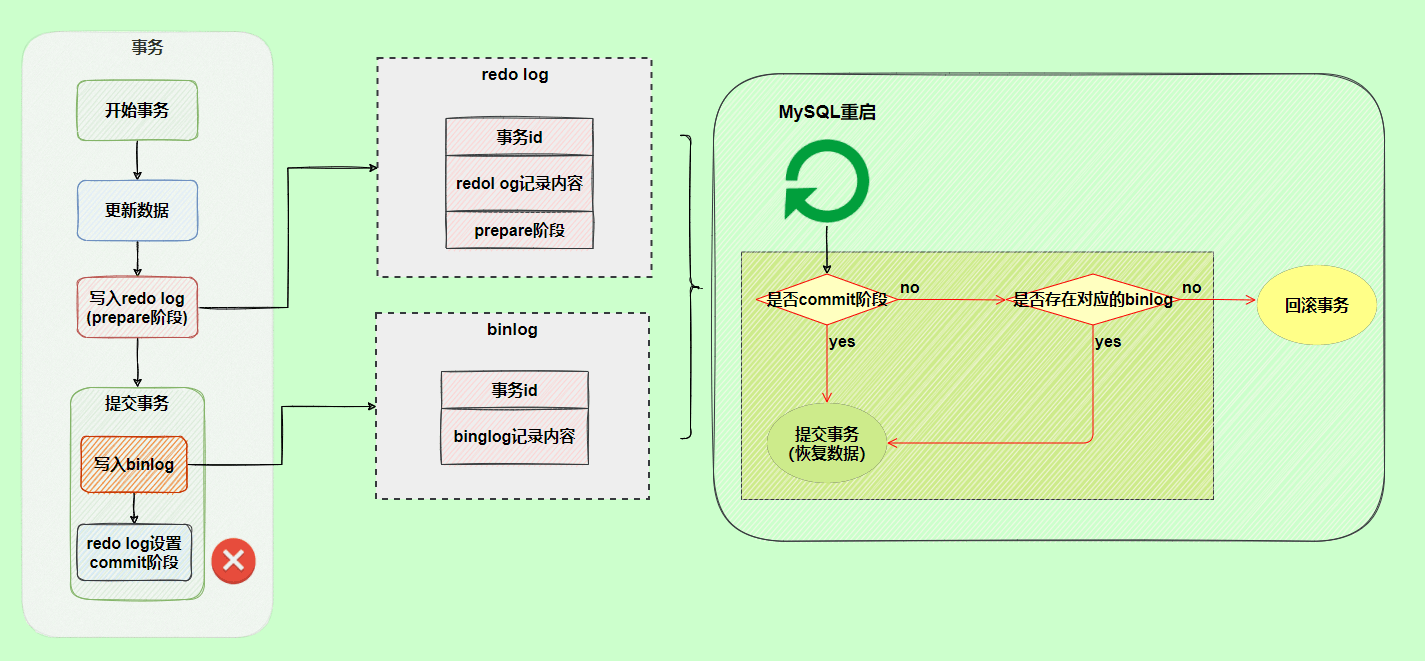 事务
开始事务
更新数据
写入redo log
(prepare阶段)
提交事务
写入binlog
redo log设置
commit阶段
redo log
事务id
redol og记录内容
prepare阶段
binlog
事务id
binglog记录内容
MySQL重启
是否commit阶段
no
是否存在对应的binlog
no
回滚事务
yes
yes
提交事务
(恢复数据)